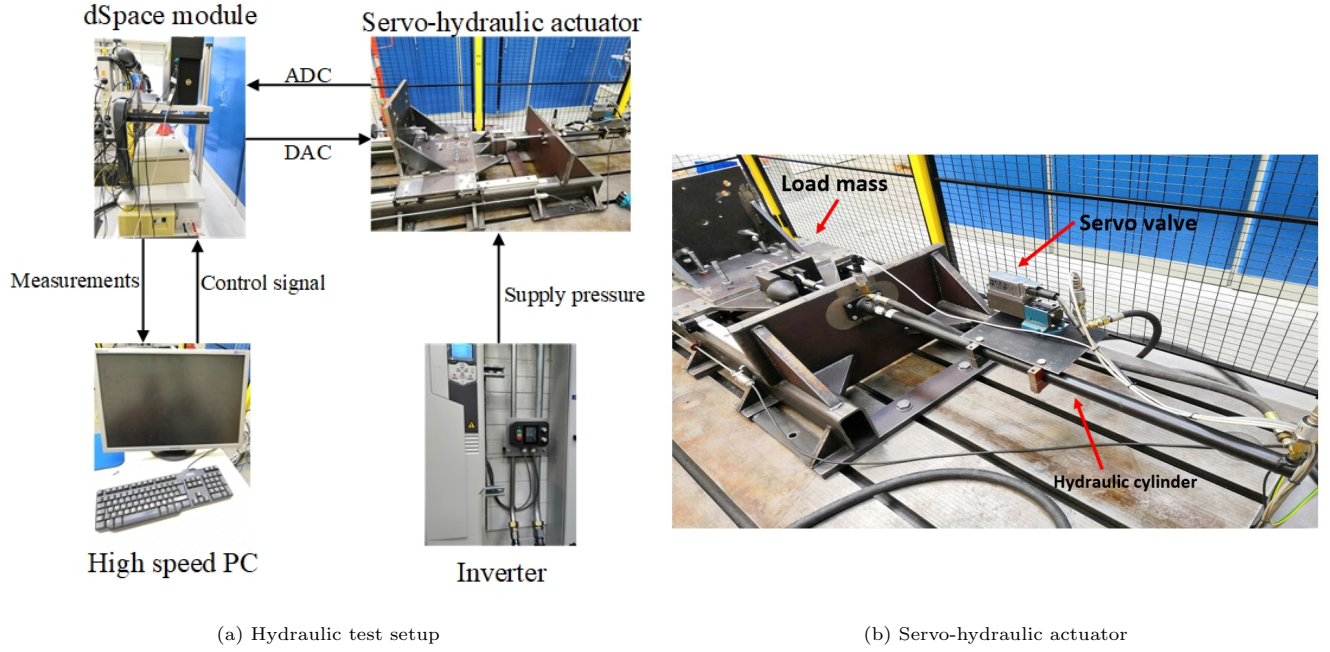 dSpace module
Servo-hydraulic actuator
ADC
DAC
Measurements
Control signal
Supply pressure
High speed PC
Inverter
Load mass
Servo valve
Hydraulic cylinder
(a) Hydraulic test setup
(b) Servo-hydraulic actuator